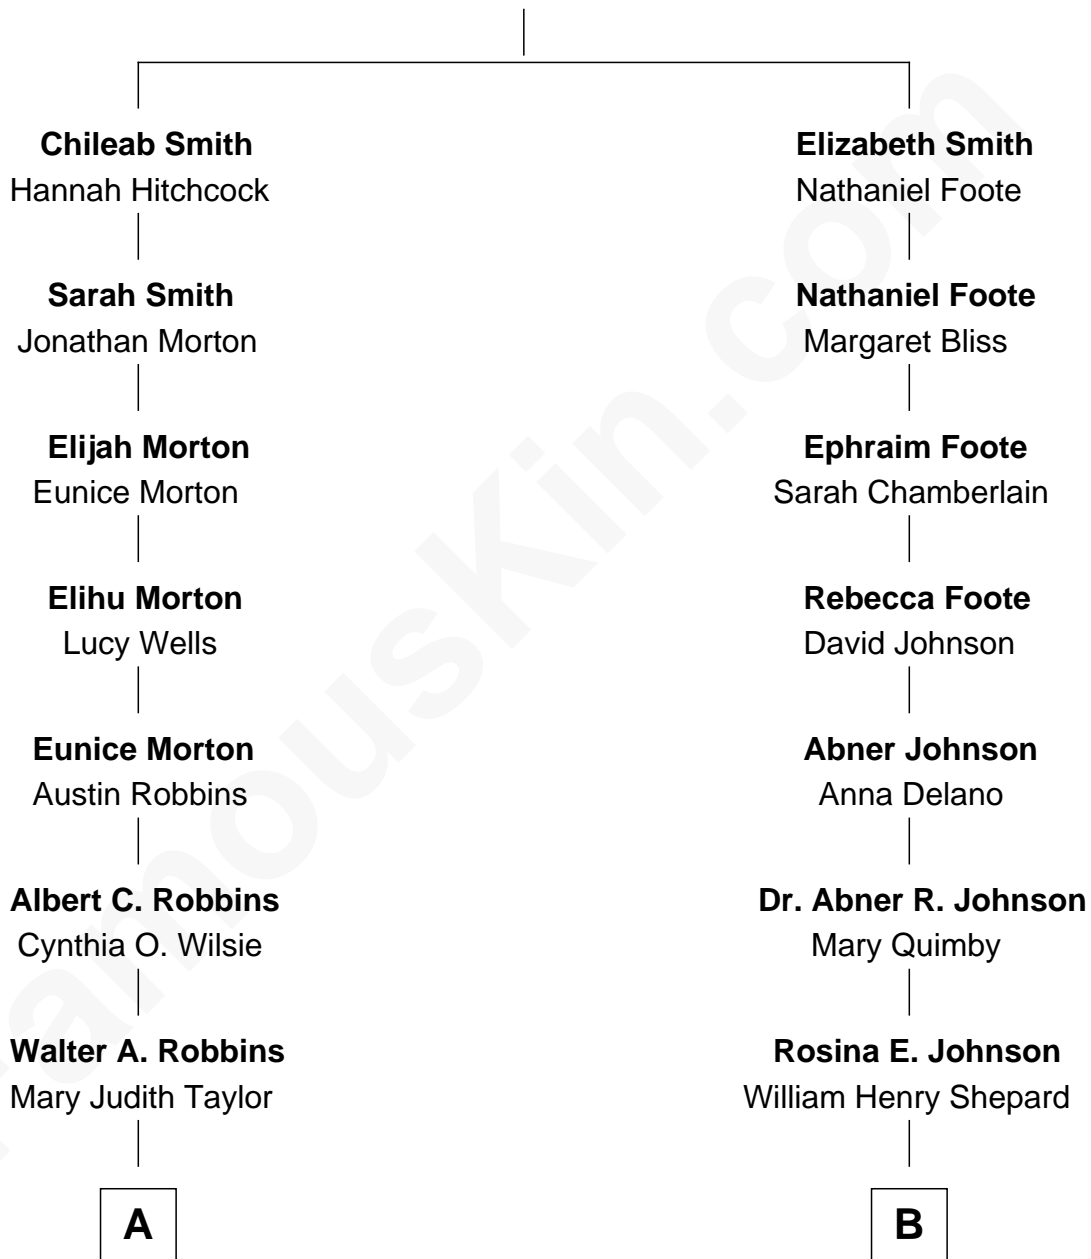 Chileab Smith
Hannah Hitchcock
Elizabeth Smith
Nathaniel Foote
Sarah Smith
Jonathan Morton
Nathaniel Foote
Margaret Bliss
Elijah Morton
Eunice Morton
Ephraim Foote
Sarah Chamberlain
Elihu Morton
Lucy Wells
Rebecca Foote
David Johnson
Eunice Morton
Austin Robbins
Abner Johnson
Anna Delano
Albert C. Robbins
Cynthia O. Wilsie
Dr. Abner R. Johnson
Mary Quimby
Walter A. Robbins
Mary Judith Taylor
Rosina E. Johnson
William Henry Shepard
A
B
FamousKin.com